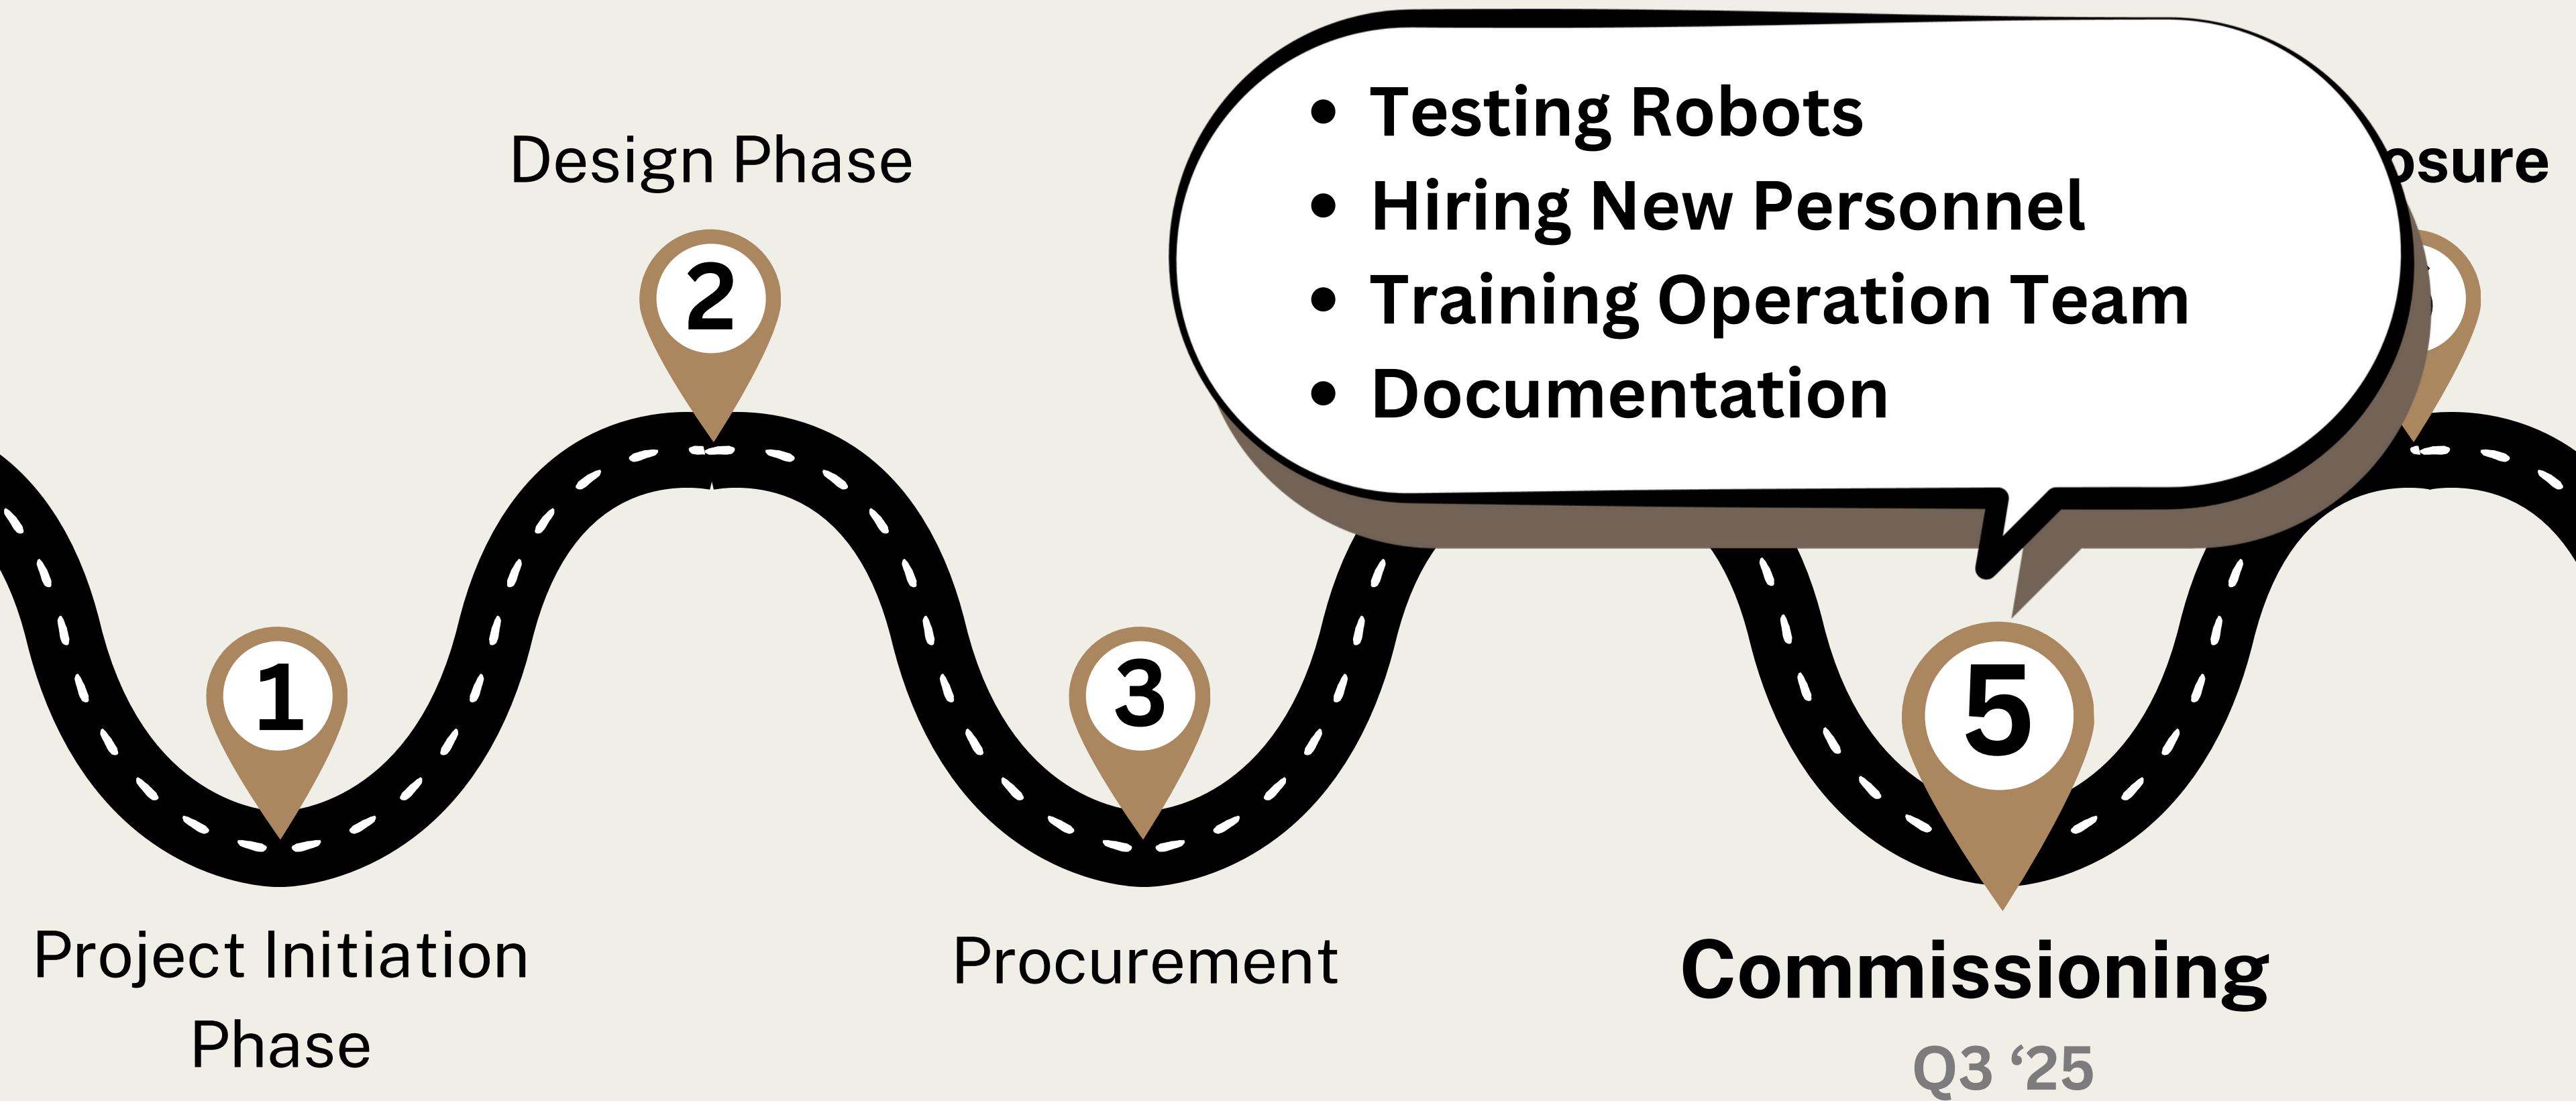 Design Phase
2
• Testing Robots
• Hiring New Personnel
• Training Operation Team
• Documentation
1
3
5
Project Initiation
Phase
Procurement
Commissioning
Q3 ‘25